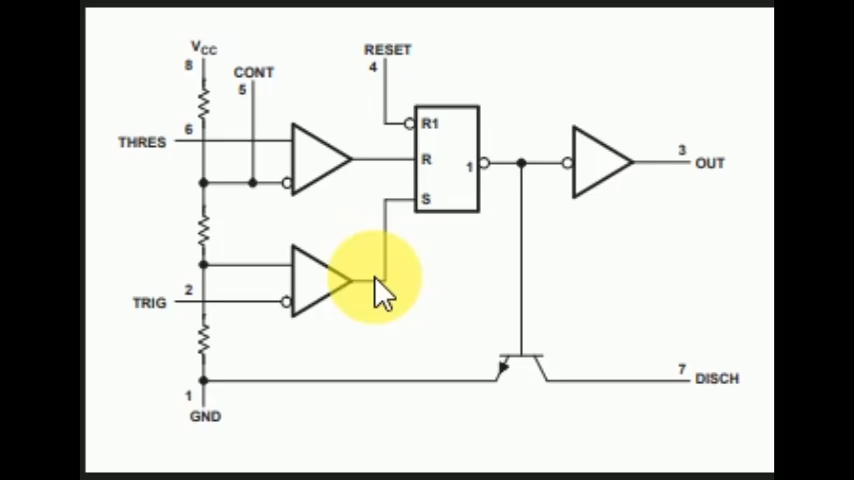 VCC
8
CONT
5
RESET
4
THRES
6
R1
R
S
1
3
OUT
TRIG
2
1
GND
7
DISCH